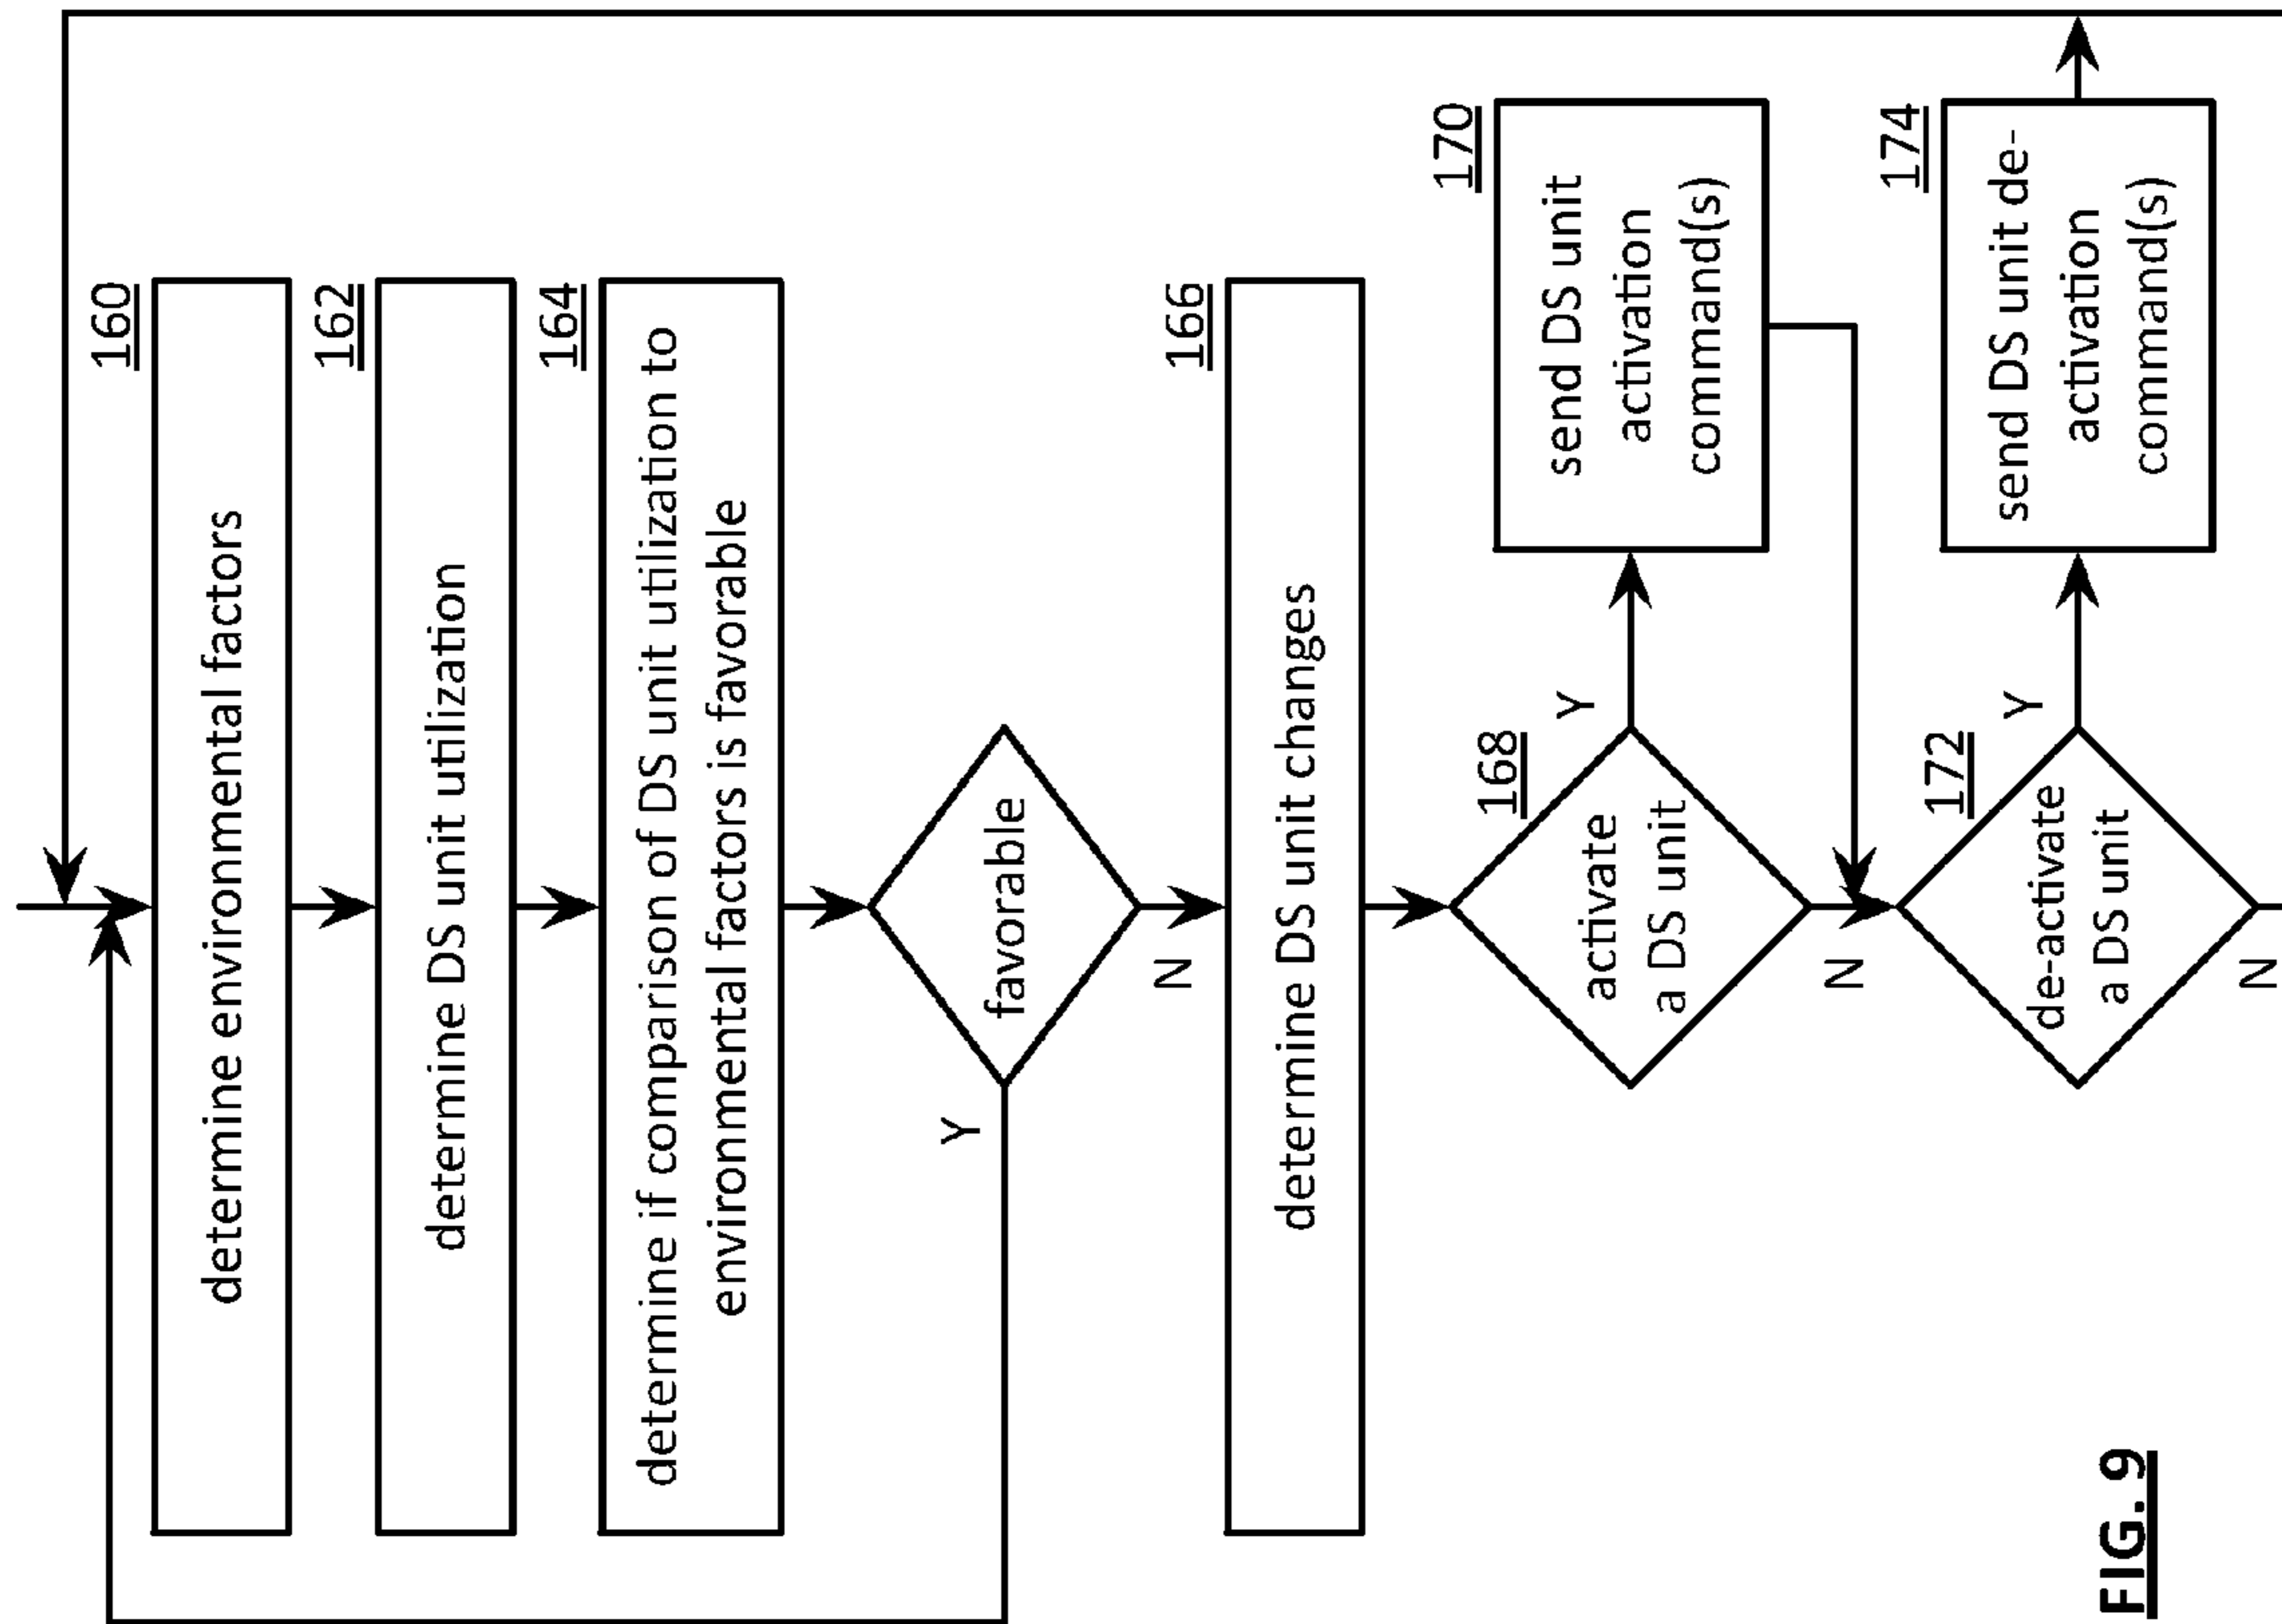 160
determine environmental factors
162
determine DS unit utilization
164
determine if comparison of DS unit utilization to
environmental factors is favorable
favorable
Y
N
166
determine DS unit changes
168
activate
a DS unit
Y
N
170
send DS unit
activation
command(s)
172
de-activate
a DS unit
Y
N
174
send DS unit de-
activation
command(s)
FIG. 9